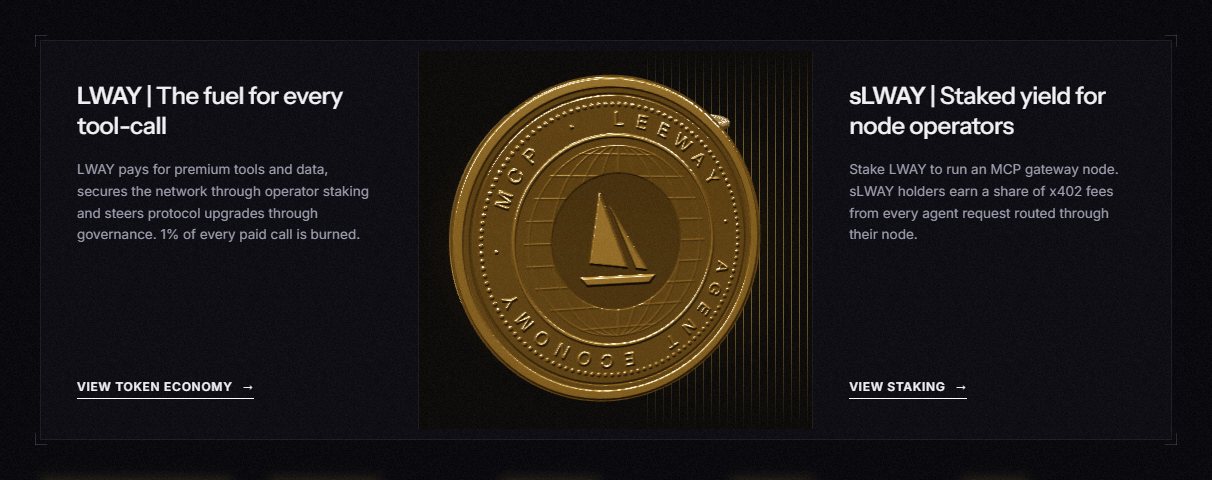 LWAY | The fuel for every
tool-call
LWAY pays for premium tools and data,
secures the network through operator staking
and steers protocol upgrades through
governance. 1% of every paid call is burned.
VIEW TOKEN ECONOMY →
MCP · LEEWAY · AGENT ECONOMY ·
sLWAY | Staked yield for
node operators
Stake LWAY to run an MCP gateway node.
sLWAY holders earn a share of x402 fees
from every agent request routed through
their node.
VIEW STAKING →